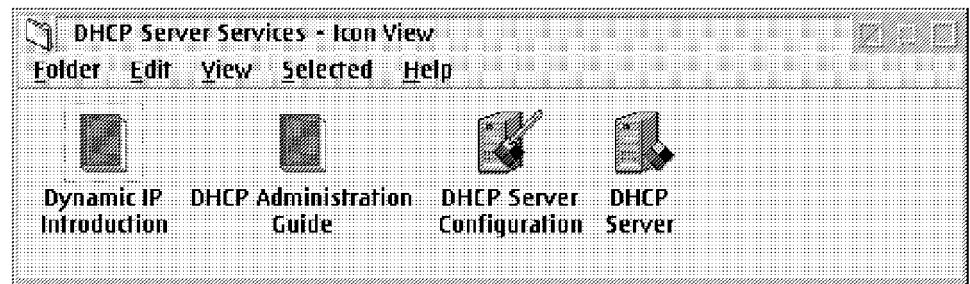 DHCP Server Services - Icon View
Folder Edit View Selected Help
Dynamic IP Introduction
DHCP Administration Guide
DHCP Server Configuration
DHCP Server